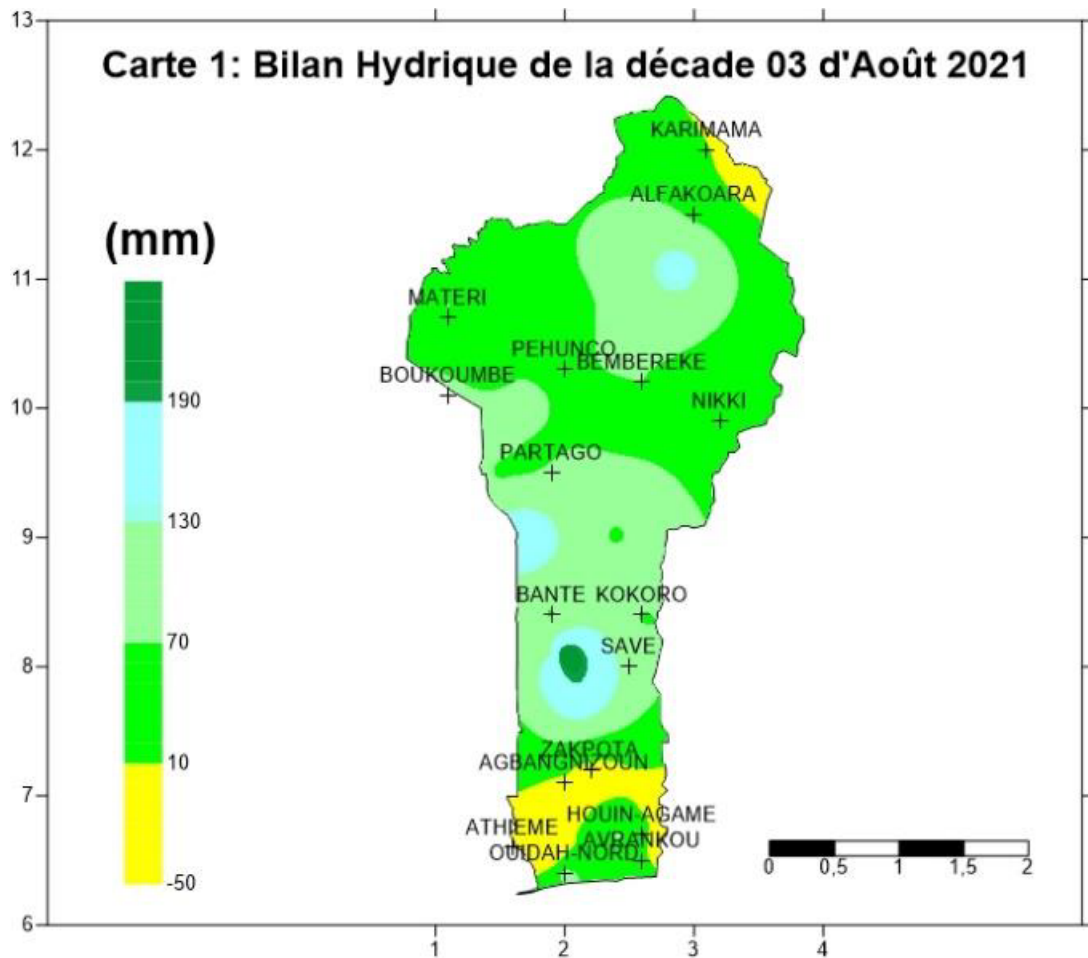 Carte 1: Bilan Hydrique de la décade 03 d'Août 2021
(mm)
190
130
70
10
-50
13
12
11
10
9
8
7
6
1
2
3
4
KARIMAMA
ALFAKOARA
MATERI
PEHUNCO
BEMBEREKE
BOUKOUMBE
NIKKI
PARTAGO
BANTE
KOKORO
SAVE
ZAKPOTA
AGBANGNIZOUN
HOUIN-AGAME
ATHIEME
AVRANKOU
OUIDAH-NORD
0
0,5
1
1,5
2